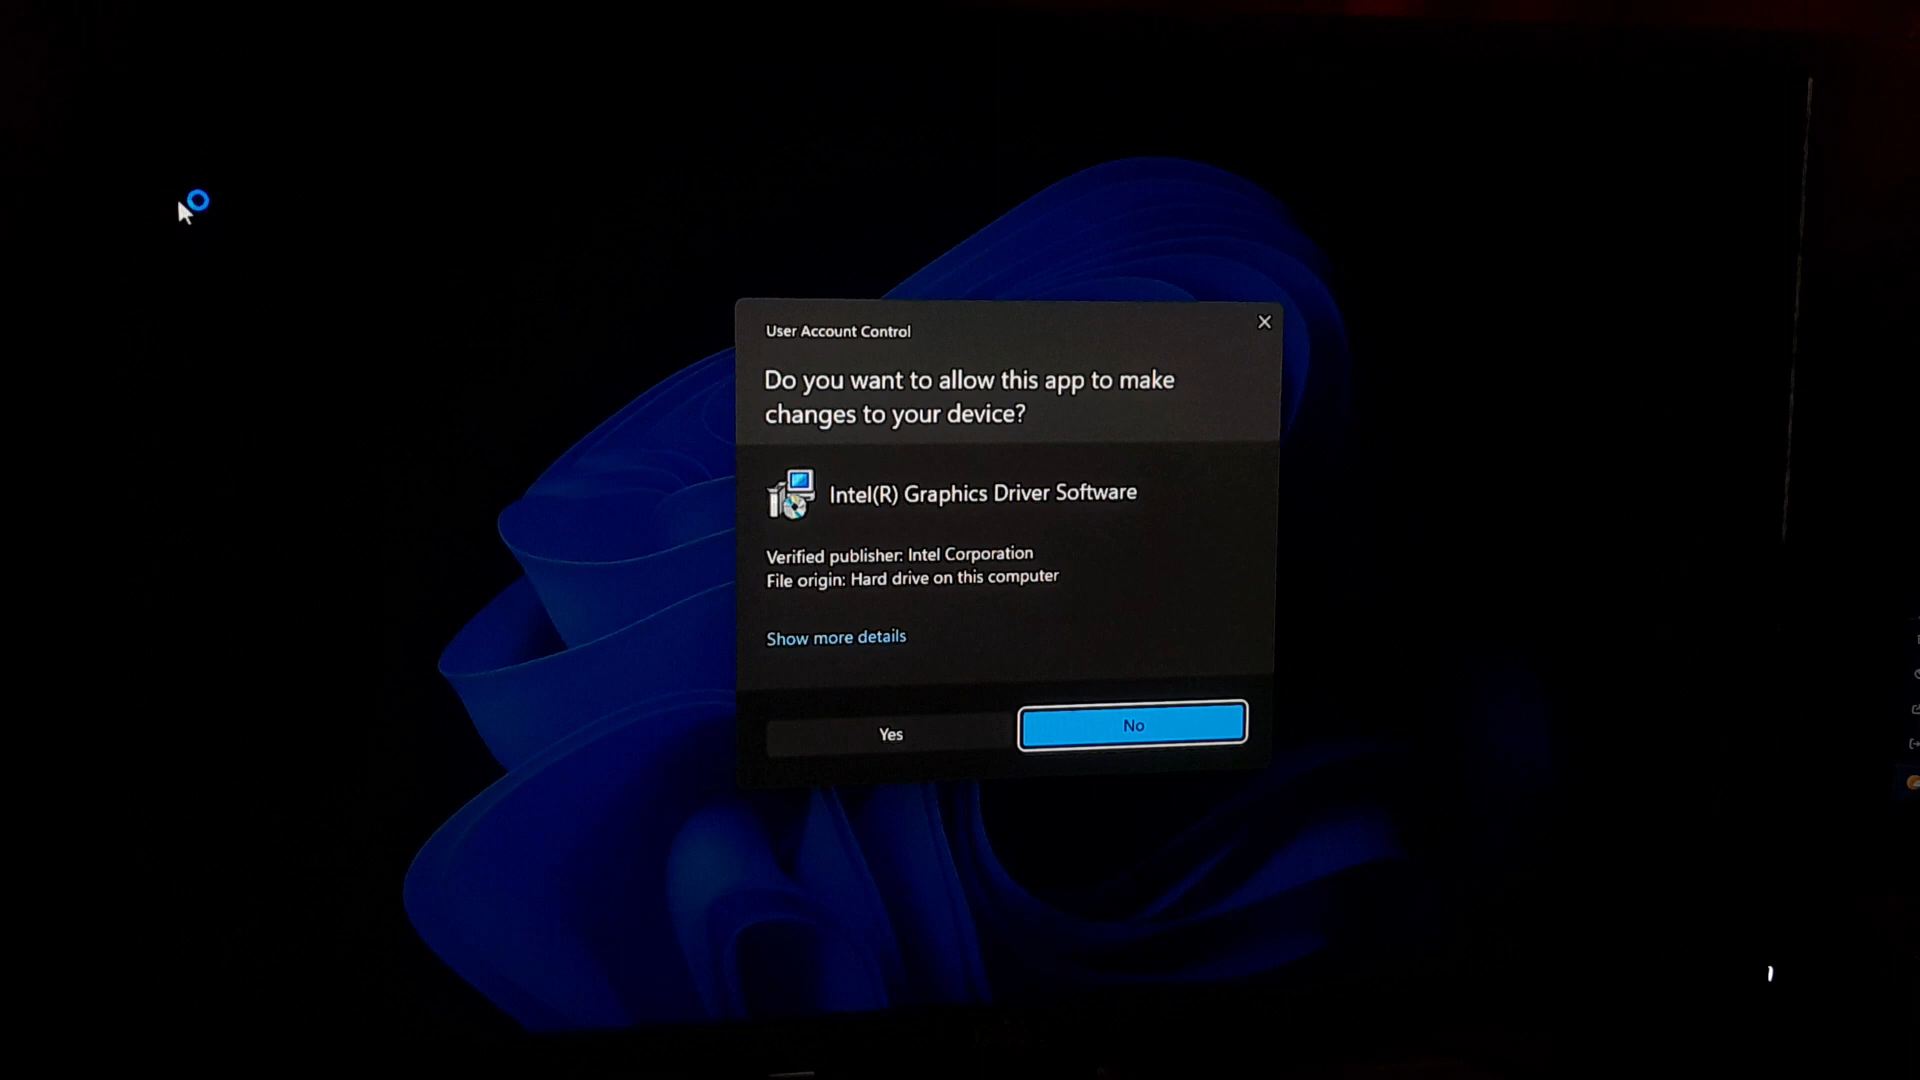 User Account Control
Do you want to allow this app to make
changes to your device?
Intel(R) Graphics Driver Software
Verified publisher: Intel Corporation
File origin: Hard drive on this computer
Show more details
Yes
No